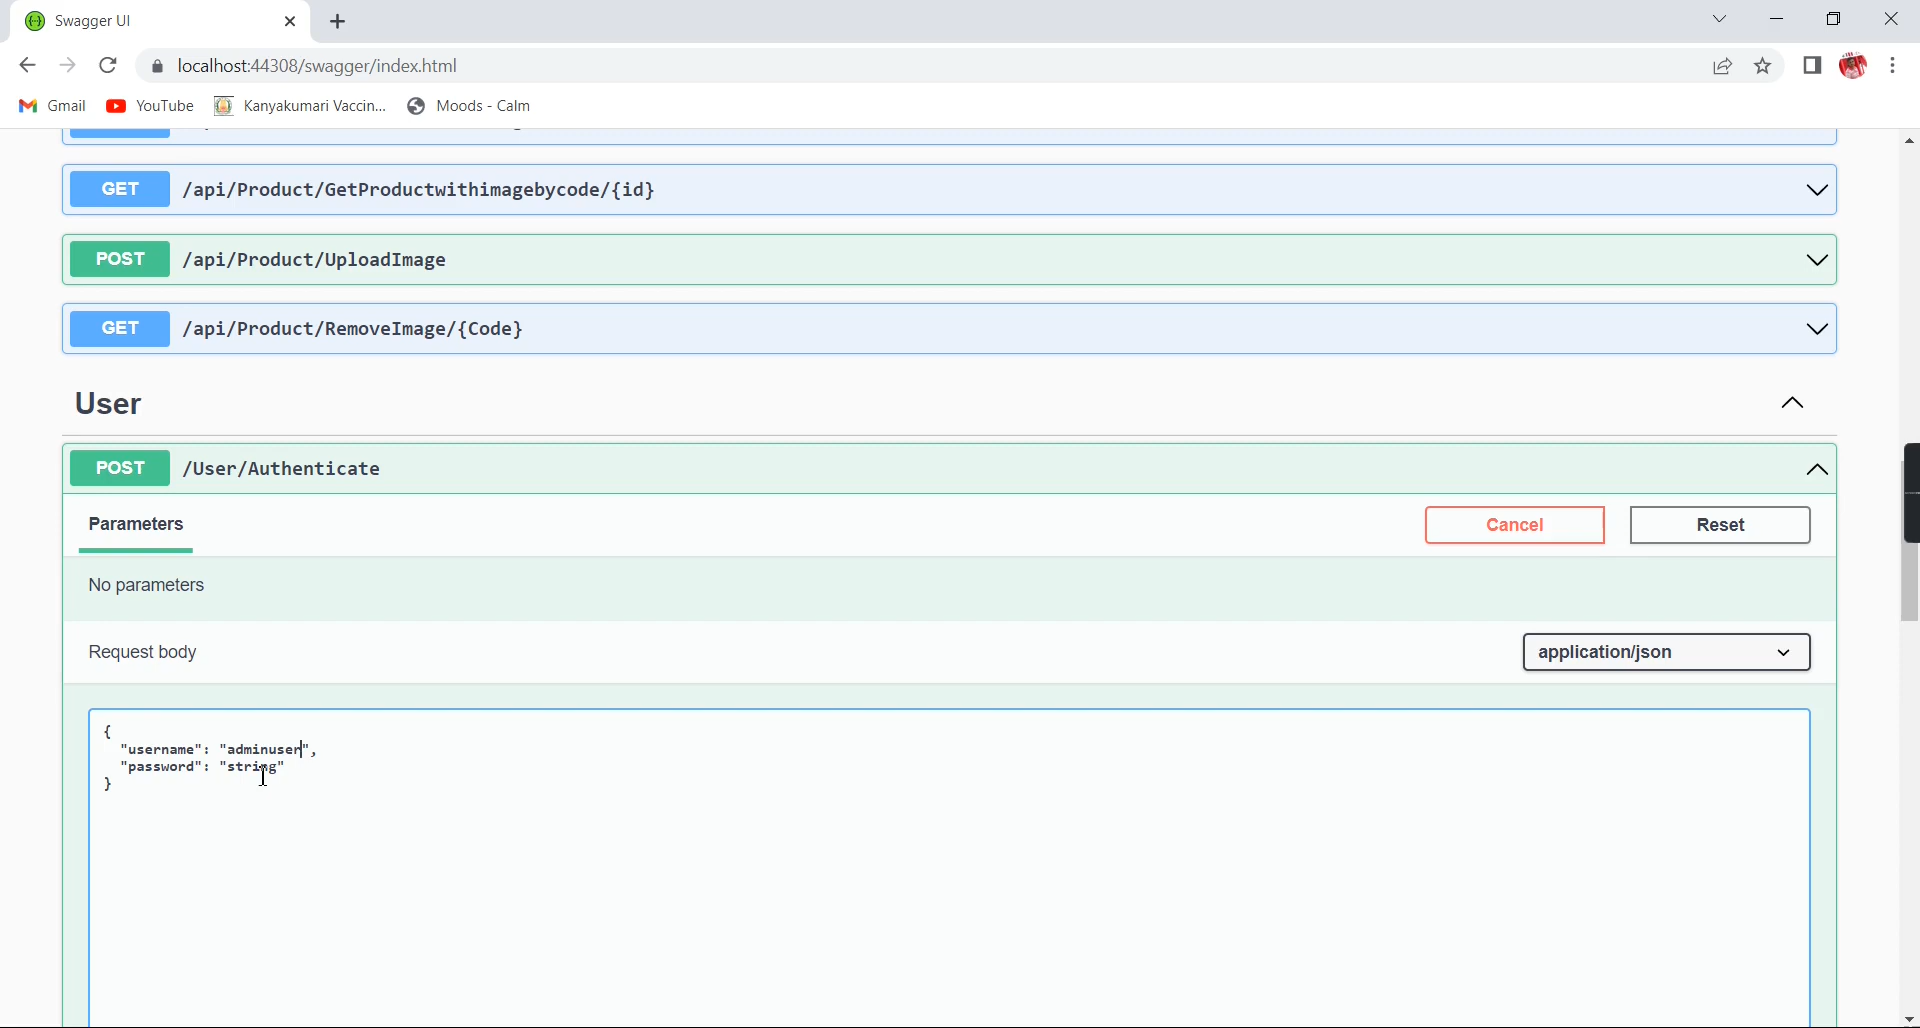 Swagger UI
localhost:44308/swagger/index.html
Gmail YouTube Kanyakumari Vaccin... Moods - Calm
GET /api/Product/GetProductwithimagebycode/{id}
POST /api/Product/UploadImage
GET /api/Product/RemoveImage/{Code}
User
POST /User/Authenticate
Parameters Cancel Reset
No parameters
Request body application/json
{
"username": "adminuser",
"password": "string"
}